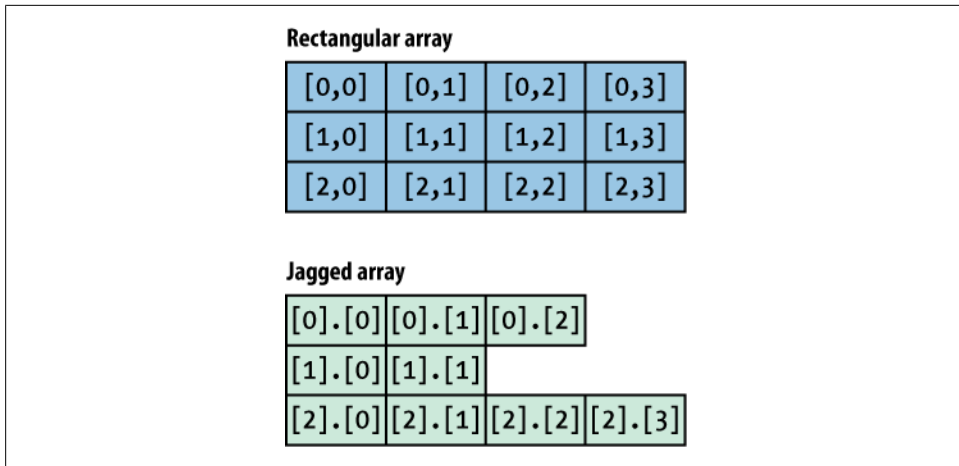 Rectangular array
[0,0] [0,1] [0,2] [0,3]
[1,0] [1,1] [1,2] [1,3]
[2,0] [2,1] [2,2] [2,3]
Jagged array
[0].[0] [0].[1] [0].[2]
[1].[0] [1].[1]
[2].[0] [2].[1] [2].[2] [2].[3]